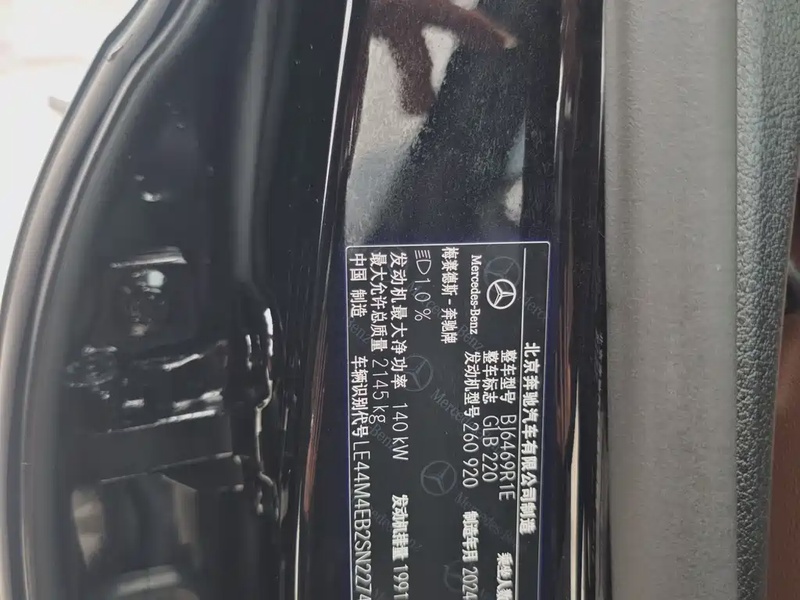 北京奔驰汽车有限公司制造
Mercedes-Benz
梅赛德斯-奔驰牌
整车型号 BJ6469R1E
整车标志 GLB 220
发动机型号 260 920
制造年月 2024
1.0 %
发动机最大净功率 140 kW
发动机排量 1991
最大允许总质量 2145 kg
中国 制造
车辆识别代号 LE44M4EB2SN2274